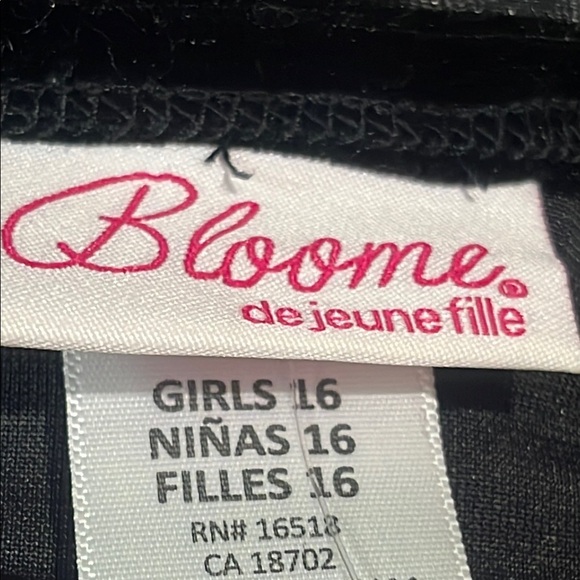 Bloome®
de jeune fille
GIRLS 16
NIÑAS 16
FILLES 16
RN# 16518
CA 18702